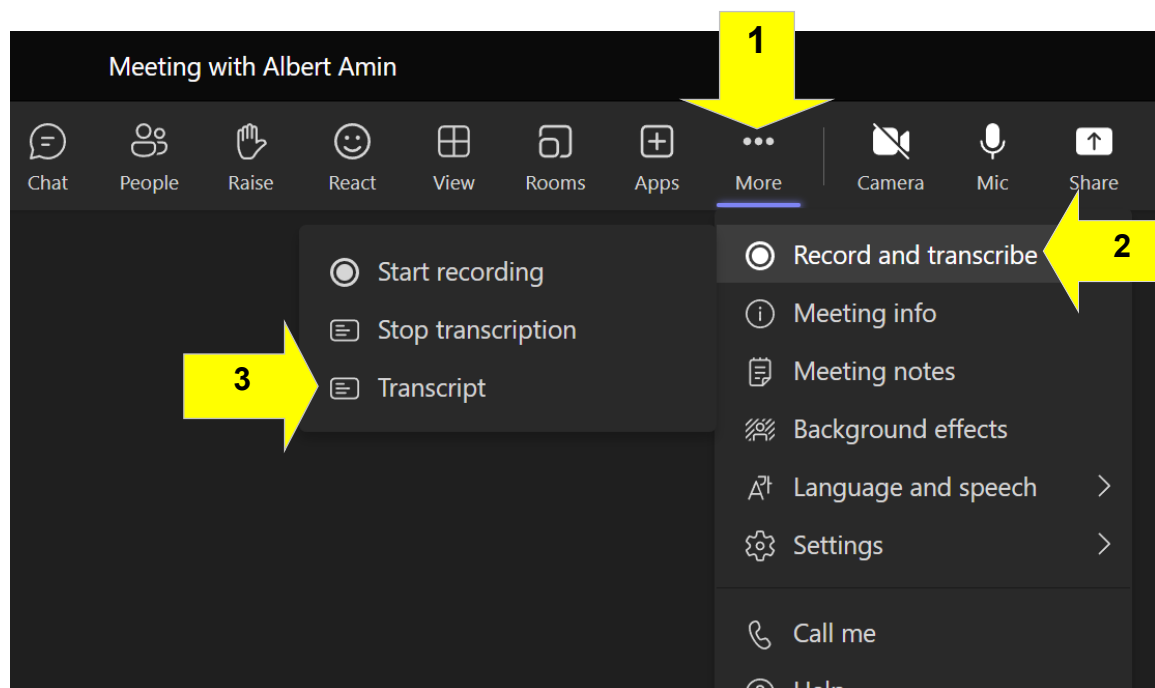 1
Meeting with Albert Amin
Chat People Raise React View Rooms Apps More Camera Mic Share
Record and transcribe
2
Meeting info
Meeting notes
Background effects
Language and speech
Settings
Call me
Help
Start recording
Stop transcription
3
Transcript